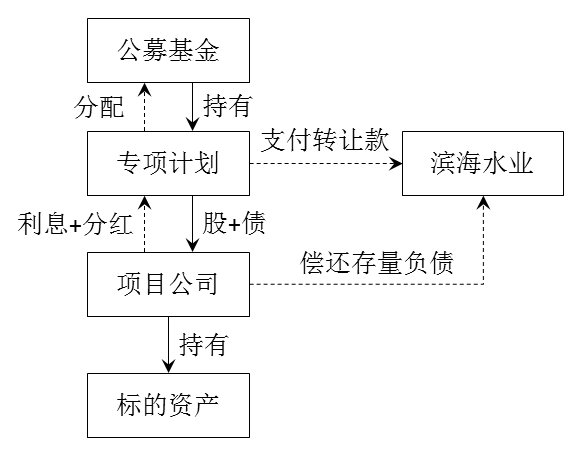 公募基金
分配
持有
支付转让款
专项计划
滨海水业
利息+分红
股+债
偿还存量负债
项目公司
持有
标的资产